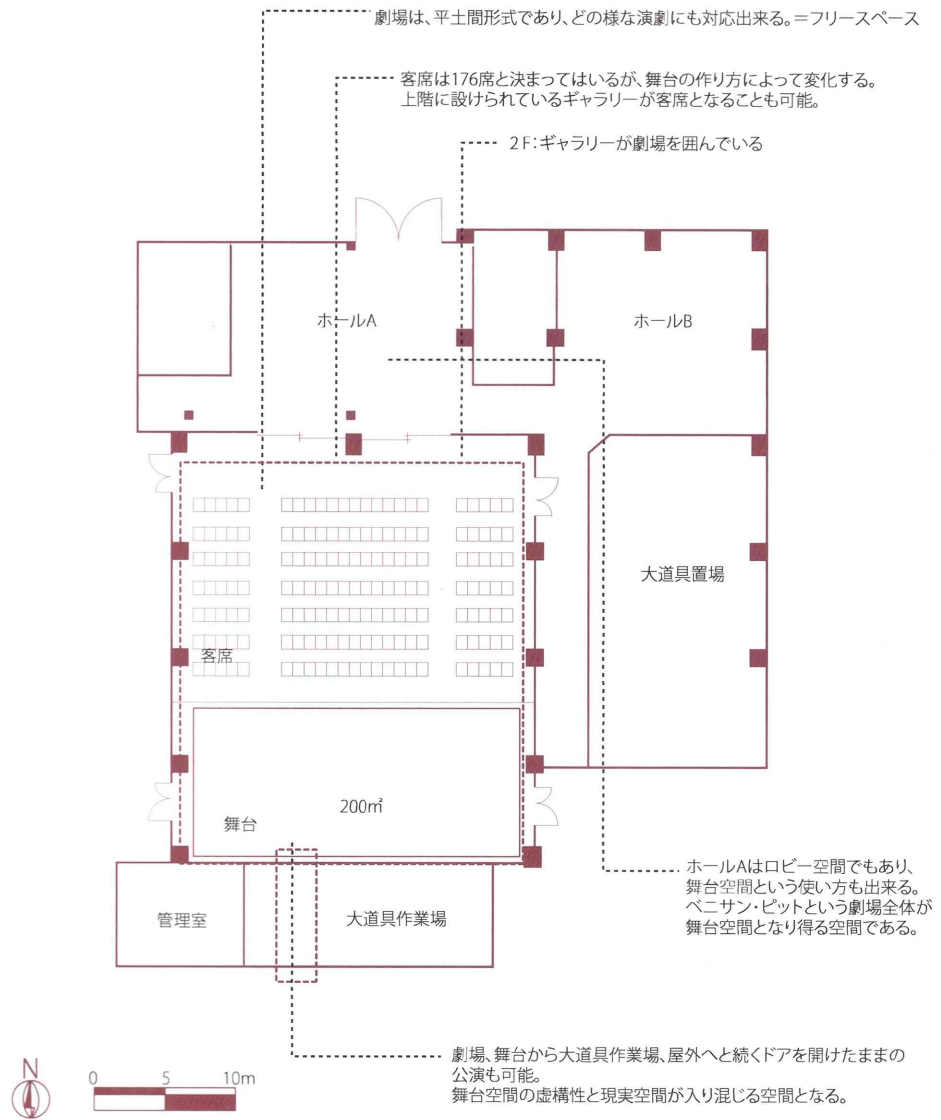 劇場は、平土間形式であり、どの様な演劇にも対応出来る。＝フリースペース
客席は176席と決まってはいるが、舞台の作り方によって変化する。
上階に設けられているギャラリーが客席となることも可能。
2F：ギャラリーが劇場を囲んでいる
ホールA
ホールB
大道具置場
客席
200㎡
舞台
ホールAはロビー空間でもあり、
舞台空間という使い方も出来る。
ベニサン・ピットという劇場全体が
舞台空間となり得る空間である。
管理室
大道具作業場
劇場、舞台から大道具作業場、屋外へと続くドアを開けたままの
公演も可能。
舞台空間の虚構性と現実空間が入り混じる空間となる。
N
0 5 10m